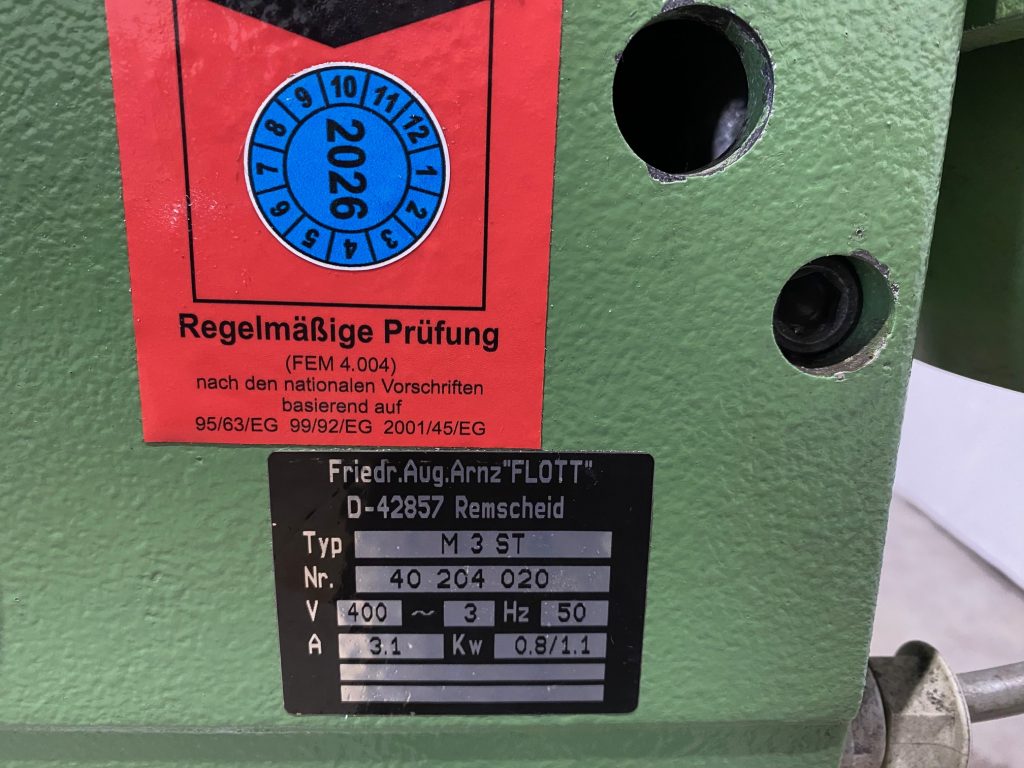 10 11 12 1 2 3 4 5 6 7 8 9
2026
Regelmäßige Prüfung
(FEM 4.004)
nach den nationalen Vorschriften
basierend auf
95/63/EG 99/92/EG 2001/45/EG
Friedr.Aug.Arnz"FLOTT"
D-42857 Remscheid
Typ M 3 ST
Nr. 40 204 020
V 400 ~ 3 Hz 50
A 3.1 Kw 0.8/1.1